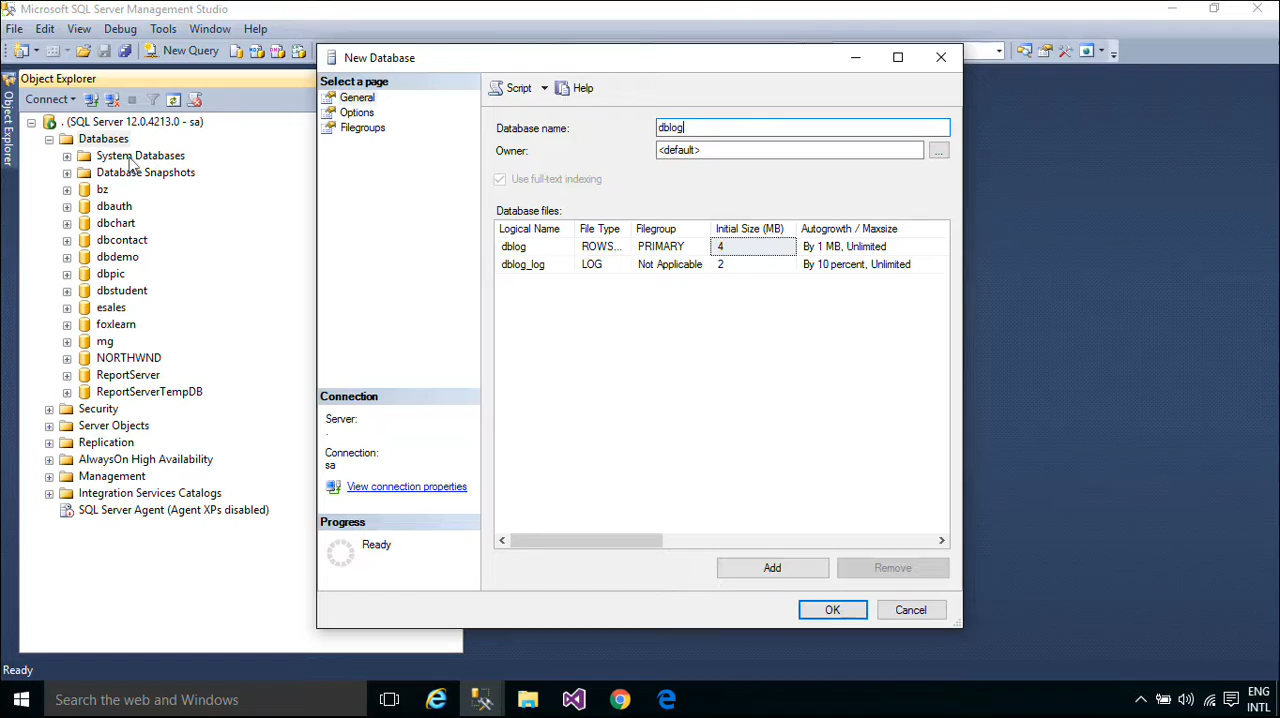 Microsoft SQL Server Management Studio
File Edit View Debug Tools Window Help
New Query
Object Explorer
Object Explorer
Connect
. (SQL Server 12.0.4213.0 - sa)
Databases
System Databases
Database Snapshots
bz
dbauth
dbchart
dbcontact
dbdemo
dbpic
dbstudent
esales
foxlearn
mg
NORTHWND
ReportServer
ReportServerTempDB
Security
Server Objects
Replication
AlwaysOn High Availability
Management
Integration Services Catalogs
SQL Server Agent (Agent XPs disabled)
New Database
Select a page
General
Options
Filegroups
Connection
Server:
.
Connection:
sa
View connection properties
Progress
Ready
Script Help
Database name: dblog
Owner: <default> ...
Use full-text indexing
Database files:
Logical Name File Type Filegroup Initial Size (MB) Autogrowth / Maxsize
dblog ROWS... PRIMARY 4 By 1 MB, Unlimited
dblog_log LOG Not Applicable 2 By 10 percent, Unlimited
Add Remove
OK Cancel
Ready
Search the web and Windows
ENG
INTL